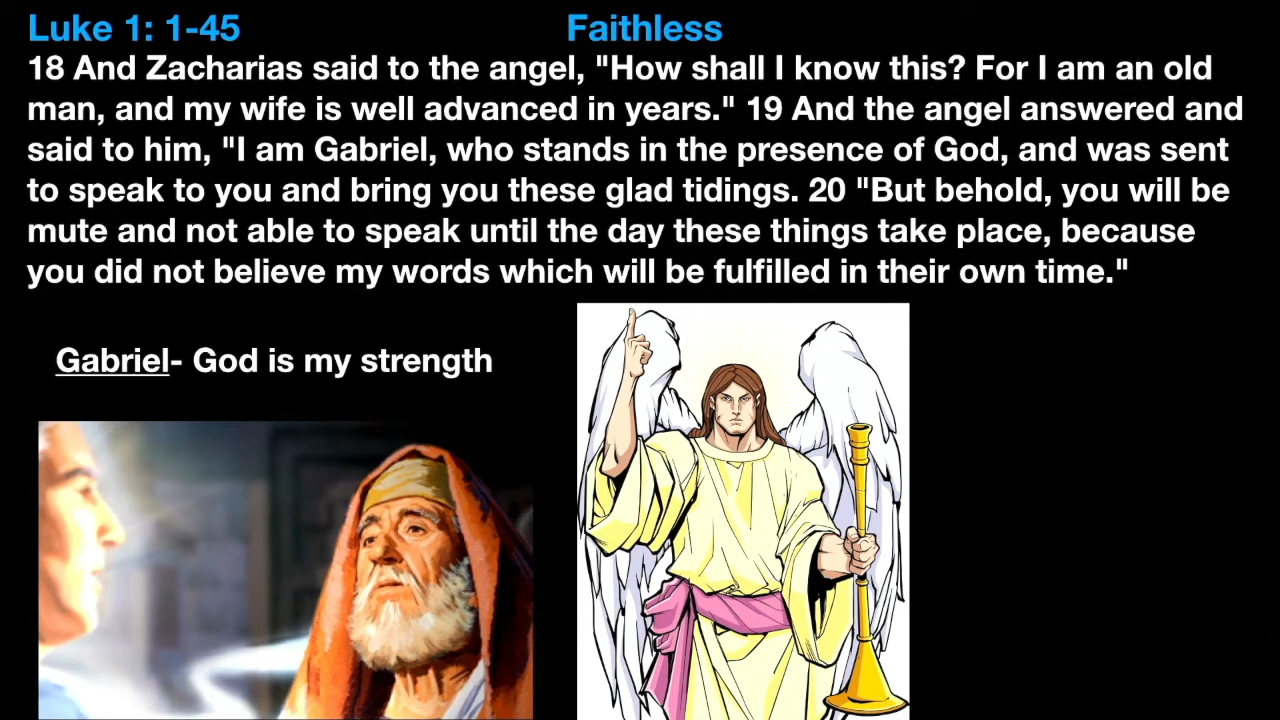 Luke 1: 1-45 Faithless
18 And Zacharias said to the angel, "How shall I know this? For I am an old
man, and my wife is well advanced in years." 19 And the angel answered and
said to him, "I am Gabriel, who stands in the presence of God, and was sent
to speak to you and bring you these glad tidings. 20 "But behold, you will be
mute and not able to speak until the day these things take place, because
you did not believe my words which will be fulfilled in their own time."
Gabriel- God is my strength